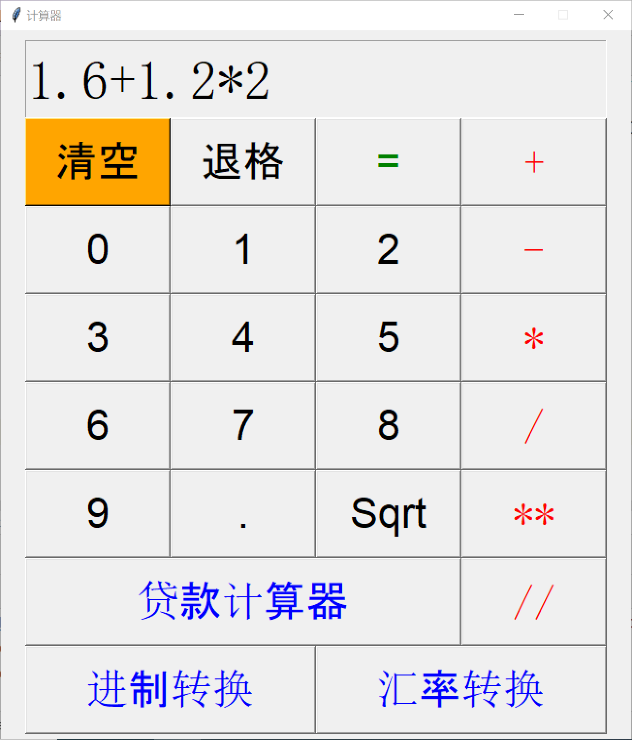 计算器
1.6+1.2*2
清空 退格 = +
0 1 2 -
3 4 5 *
6 7 8 /
9 . Sqrt **
贷款计算器 //
进制转换 汇率转换